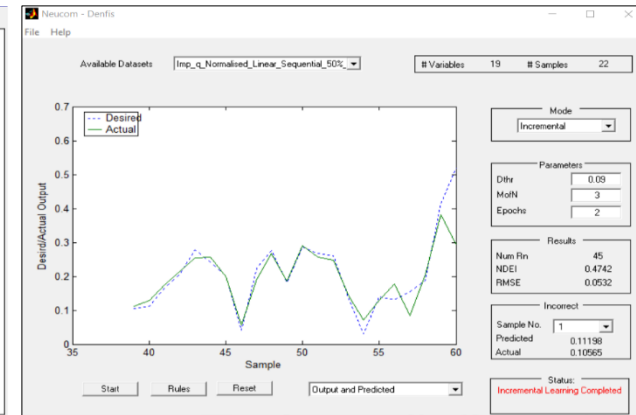 Neucom - Denfis
File Help
Available Datasets Imp_q_Normalised_Linear_Sequential_50%_
# Variables 19 # Samples 22
0.7
0.6
0.5
0.4
0.3
0.2
0.1
0
35 40 45 50 55 60
Desird/Actual Output
Sample
Desired
Actual
Mode
Incremental
Parameters
Dthr 0.09
MofN 3
Epochs 2
Results
Num Rn 45
NDEI 0.4742
RMSE 0.0532
Incorrect
Sample No. 1
Predicted 0.11198
Actual 0.10565
Start Rules Reset Output and Predicted
Status:
Incremental Learning Completed